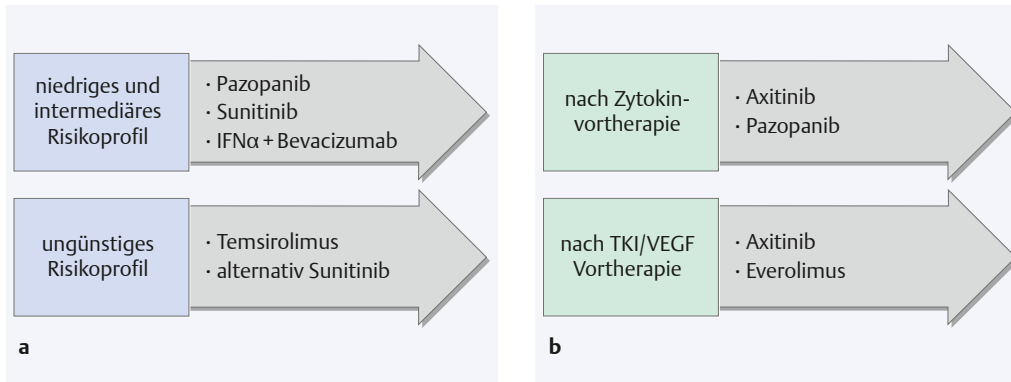 niedriges und
intermediäres
Risikoprofil
· Pazopanib
· Sunitinib
· IFNα + Bevacizumab
ungünstiges
Risikoprofil
· Temsirolimus
· alternativ Sunitinib
a
nach Zytokin-
vortherapie
· Axitinib
· Pazopanib
nach TKI/VEGF
Vortherapie
· Axitinib
· Everolimus
b